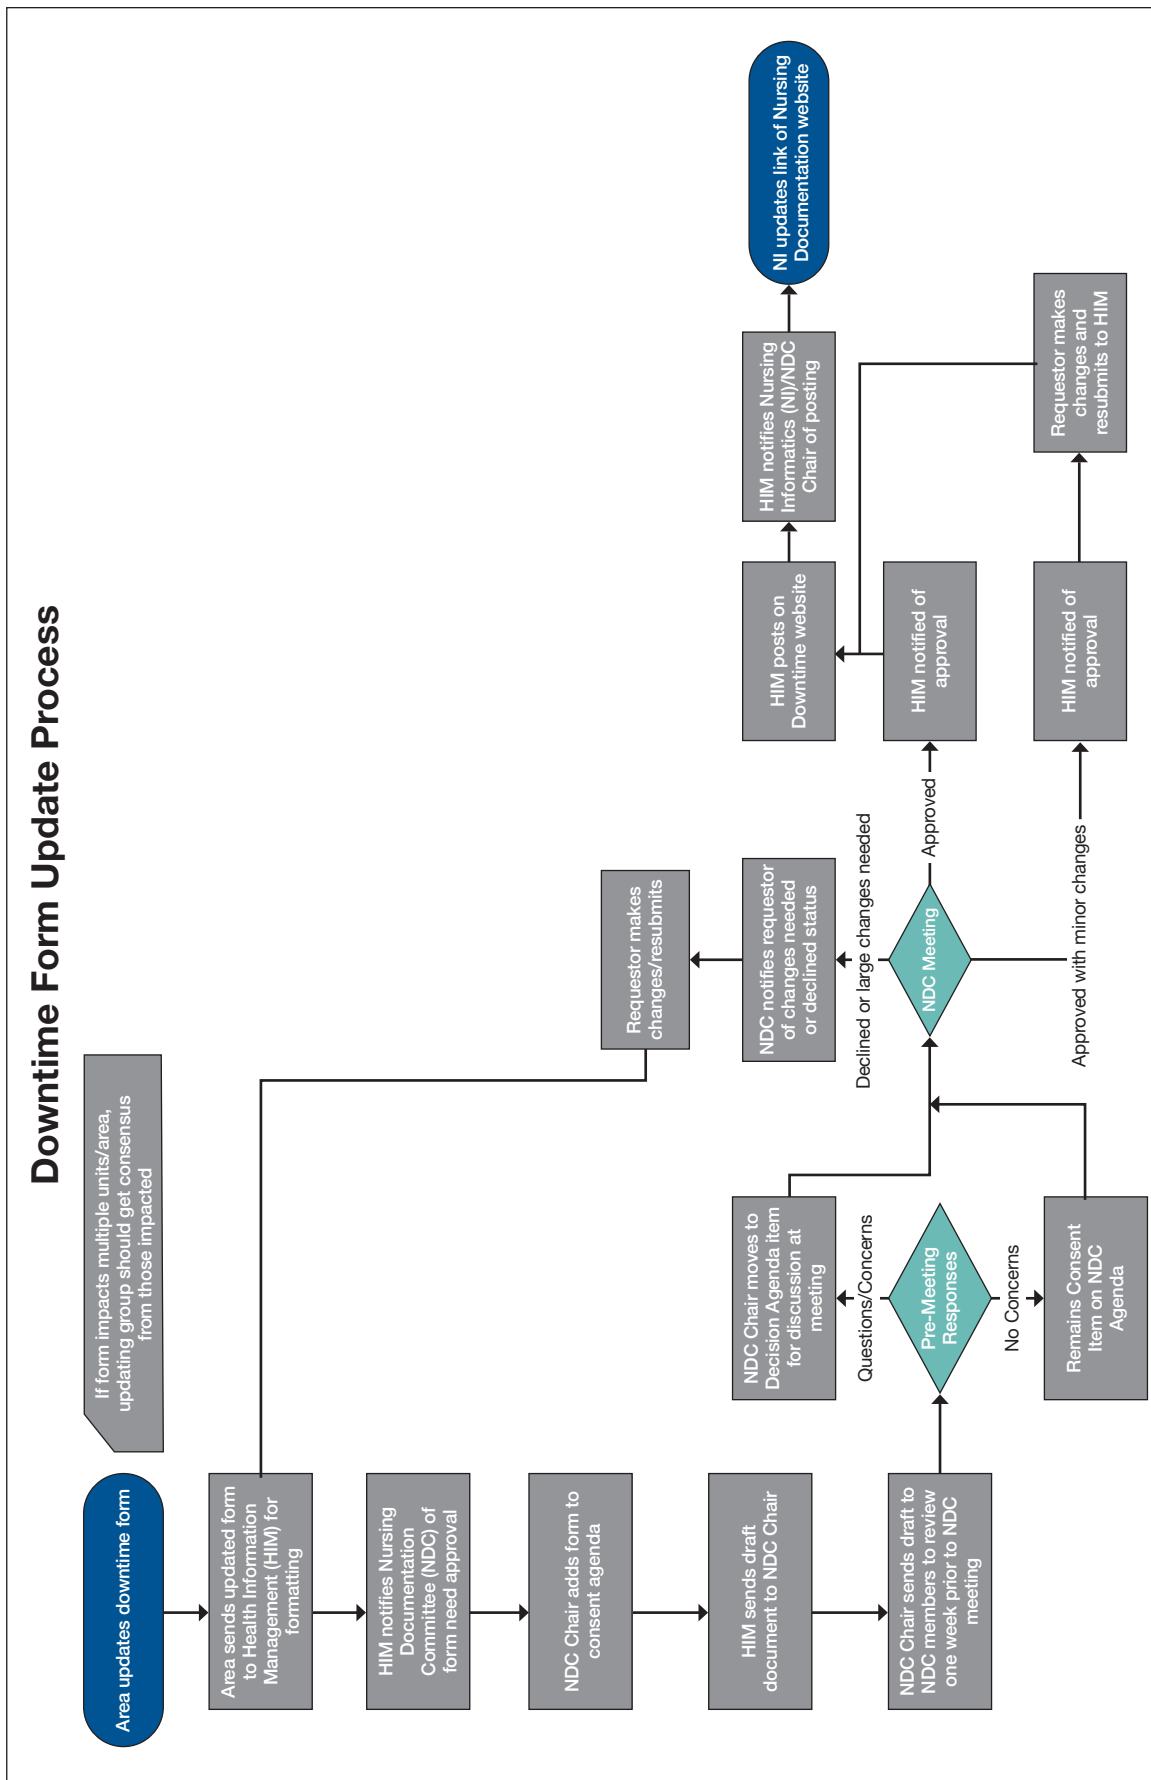 Downtime Form Update Process
Area updates downtime form
If form impacts multiple units/area,
updating group should get consensus
from those impacted
Area sends updated form
to Health Information
Management (HIM) for
formatting
HIM notifies Nursing
Documentation
Committee (NDC) of
form need approval
NDC Chair adds form to
consent agenda
HIM sends draft
document to NDC Chair
NDC Chair sends draft to
NDC members to review
one week prior to NDC
meeting
Pre-Meeting
Responses
Questions/Concerns
NDC Chair moves to
Decision Agenda item
for discussion at
meeting
No Concerns
Remains Consent
Item on NDC
Agenda
NDC Meeting
Declined or large changes needed
NDC notifies requestor
of changes needed
or declined status
Requestor makes
changes/resubmits
Approved
HIM notified of
approval
Approved with minor changes
HIM notified of
approval
Requestor makes
changes and
resubmits to HIM
HIM posts on
Downtime website
HIM notifies Nursing
Informatics (NI)/NDC
Chair of posting
NI updates link of Nursing
Documentation website